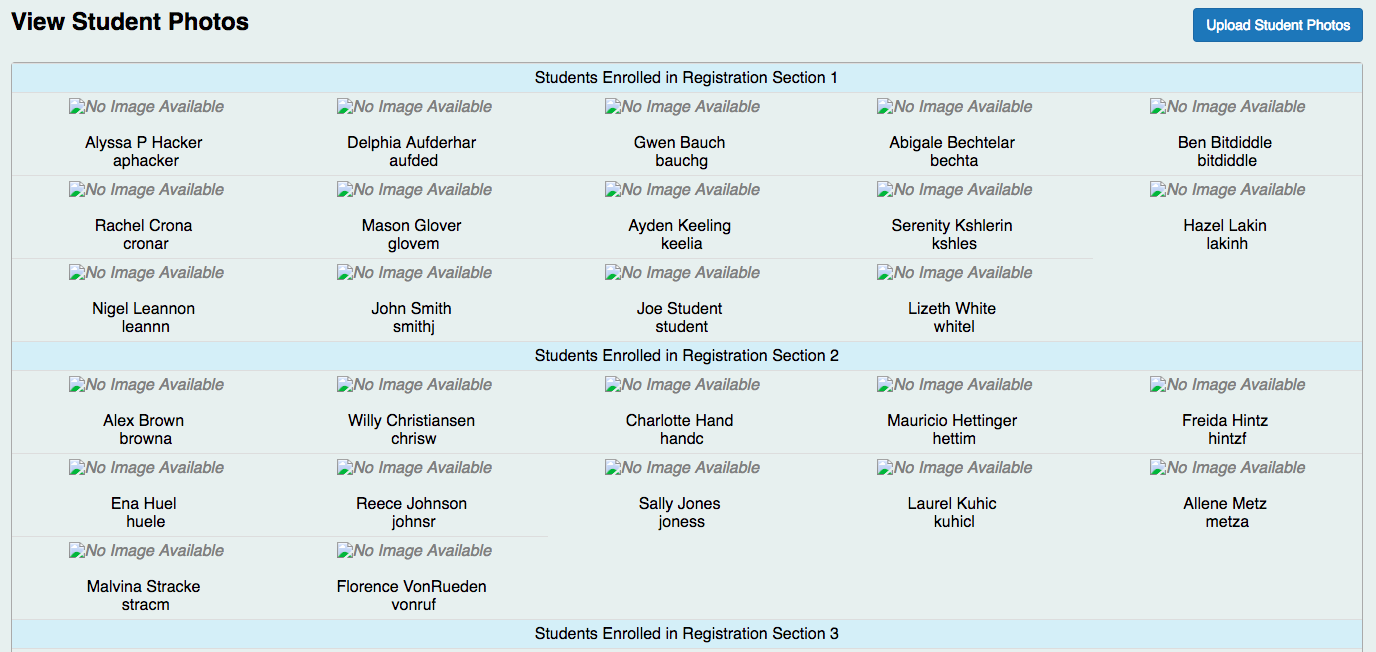 View Student Photos
Upload Student Photos
Students Enrolled in Registration Section 1
No Image Available No Image Available No Image Available No Image Available No Image Available
Alyssa P Hacker Delphia Aufderhar Gwen Bauch Abigale Bechtelar Ben Bitdiddle
aphacker aufded bauchg bechta bitdiddle
No Image Available No Image Available No Image Available No Image Available No Image Available
Rachel Crona Mason Glover Ayden Keeling Serenity Kshlerin Hazel Lakin
cronar glovem keelia kshles lakinh
No Image Available No Image Available No Image Available No Image Available
Nigel Leannon John Smith Joe Student Lizeth White
leannn smithj student whitel
Students Enrolled in Registration Section 2
No Image Available No Image Available No Image Available No Image Available No Image Available
Alex Brown Willy Christiansen Charlotte Hand Mauricio Hettinger Freida Hintz
browna chrisw handc hettim hintzf
No Image Available No Image Available No Image Available No Image Available No Image Available
Ena Huel Reece Johnson Sally Jones Laurel Kuhic Allene Metz
huele johnsr joness kuhicl metza
No Image Available No Image Available
Malvina Stracke Florence VonRueden
stracm vonruf
Students Enrolled in Registration Section 3